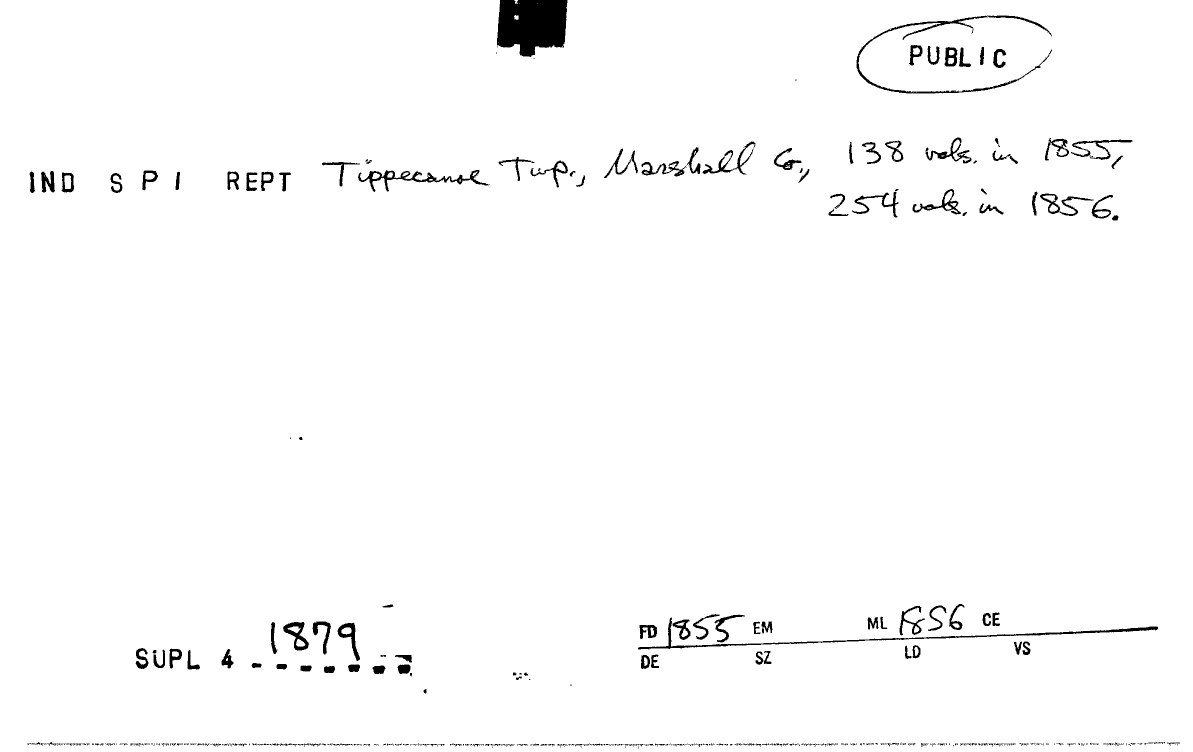 PUBLIC
IND S P I REPT Tippecanoe Twp., Marshall Co., 138 vols. in 1855,
254 vols. in 1856.
SUPL 4 1879
FD 1855 EM ML 1856 CE
DE SZ LD VS